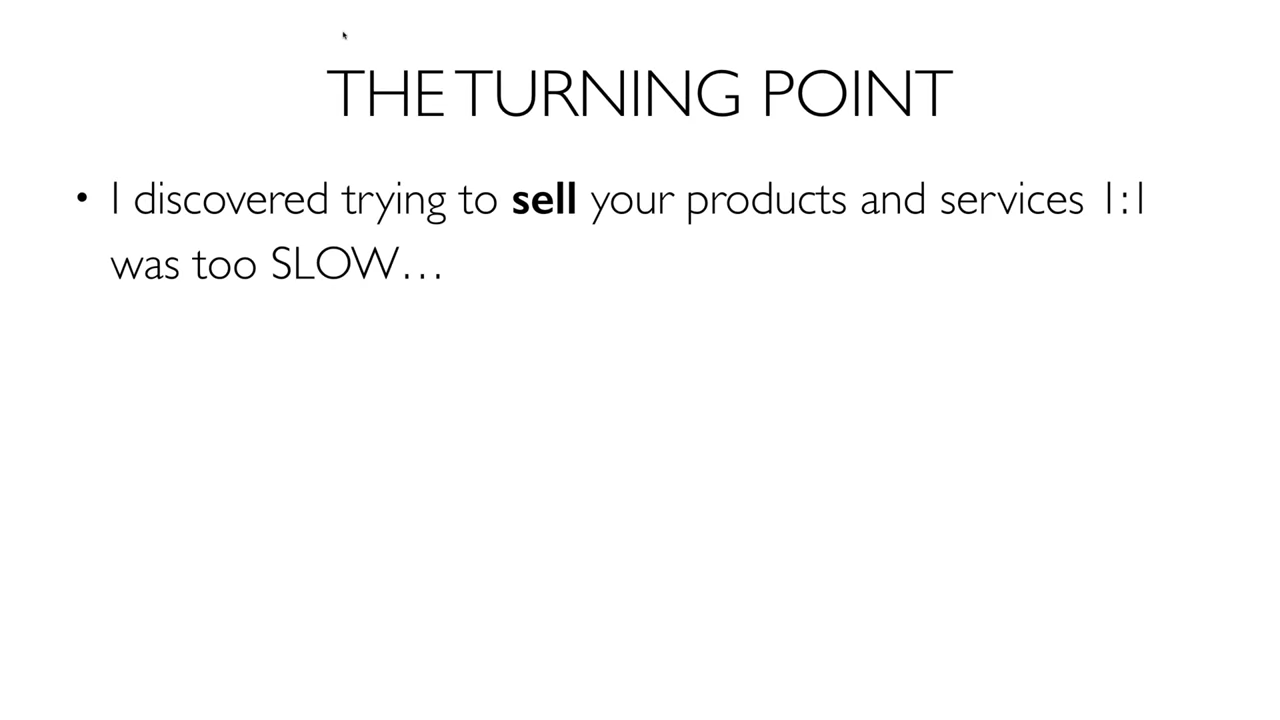 THE TURNING POINT
• I discovered trying to sell your products and services 1:1
was too SLOW…